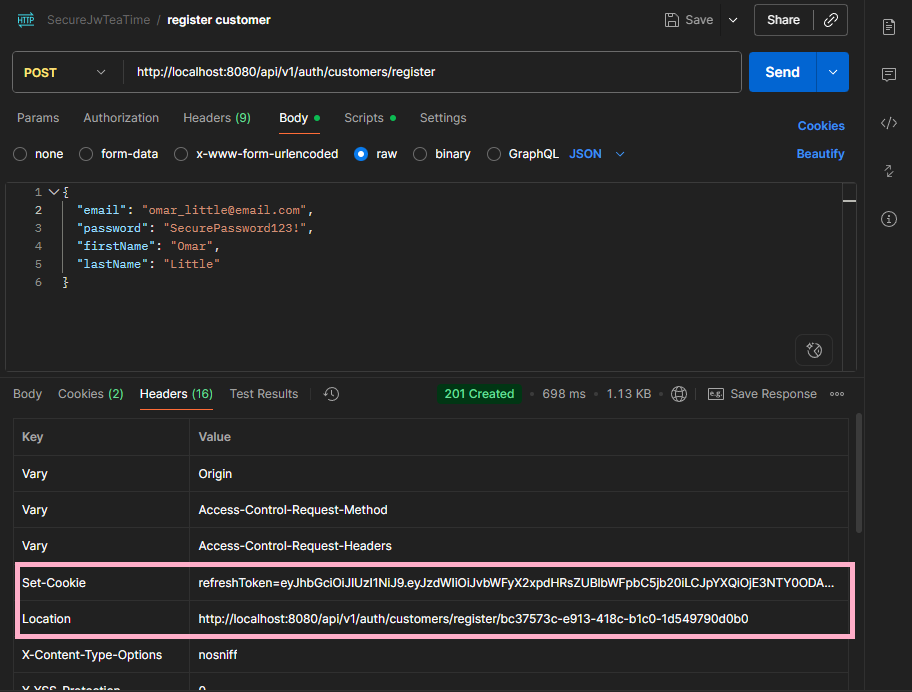 HTTP SecureJwTeaTime / register customer Save Share
POST http://localhost:8080/api/v1/auth/customers/register Send
Params Authorization Headers (9) Body Scripts Settings Cookies
none form-data x-www-form-urlencoded raw binary GraphQL JSON Beautify
1 {
2 "email": "omar_little@email.com",
3 "password": "SecurePassword123!",
4 "firstName": "Omar",
5 "lastName": "Little"
6 }
Body Cookies (2) Headers (16) Test Results 201 Created • 698 ms • 1.13 KB e.g. Save Response
Key Value
Vary Origin
Vary Access-Control-Request-Method
Vary Access-Control-Request-Headers
Set-Cookie refreshToken=eyJhbGciOiJIUzI1NiJ9.eyJzdWIiOiJvbWFyX2xpdHRsZUBlbWFpbC5jb20iLCJpYXQiOjE3NTY0ODA...
Location http://localhost:8080/api/v1/auth/customers/register/bc37573c-e913-418c-b1c0-1d549790d0b0
X-Content-Type-Options nosniff
X-XSS-Protection 0